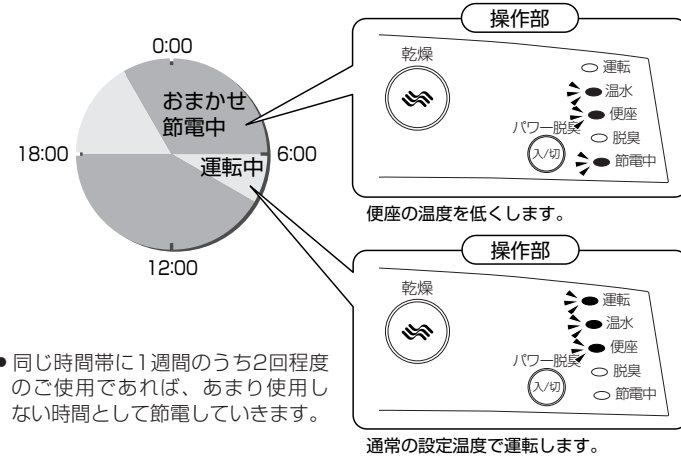 0:00
おまかせ
節電中
18:00
6:00
運転中
12:00
操作部
乾燥
運転
温水
便座
パワー脱臭
脱臭
入/切
節電中
便座の温度を低くします。
操作部
乾燥
運転
温水
便座
パワー脱臭
脱臭
入/切
節電中
通常の設定温度で運転します。
● 同じ時間帯に1週間のうち2回程度
のご使用であれば、あまり使用し
ない時間として節電していきます。